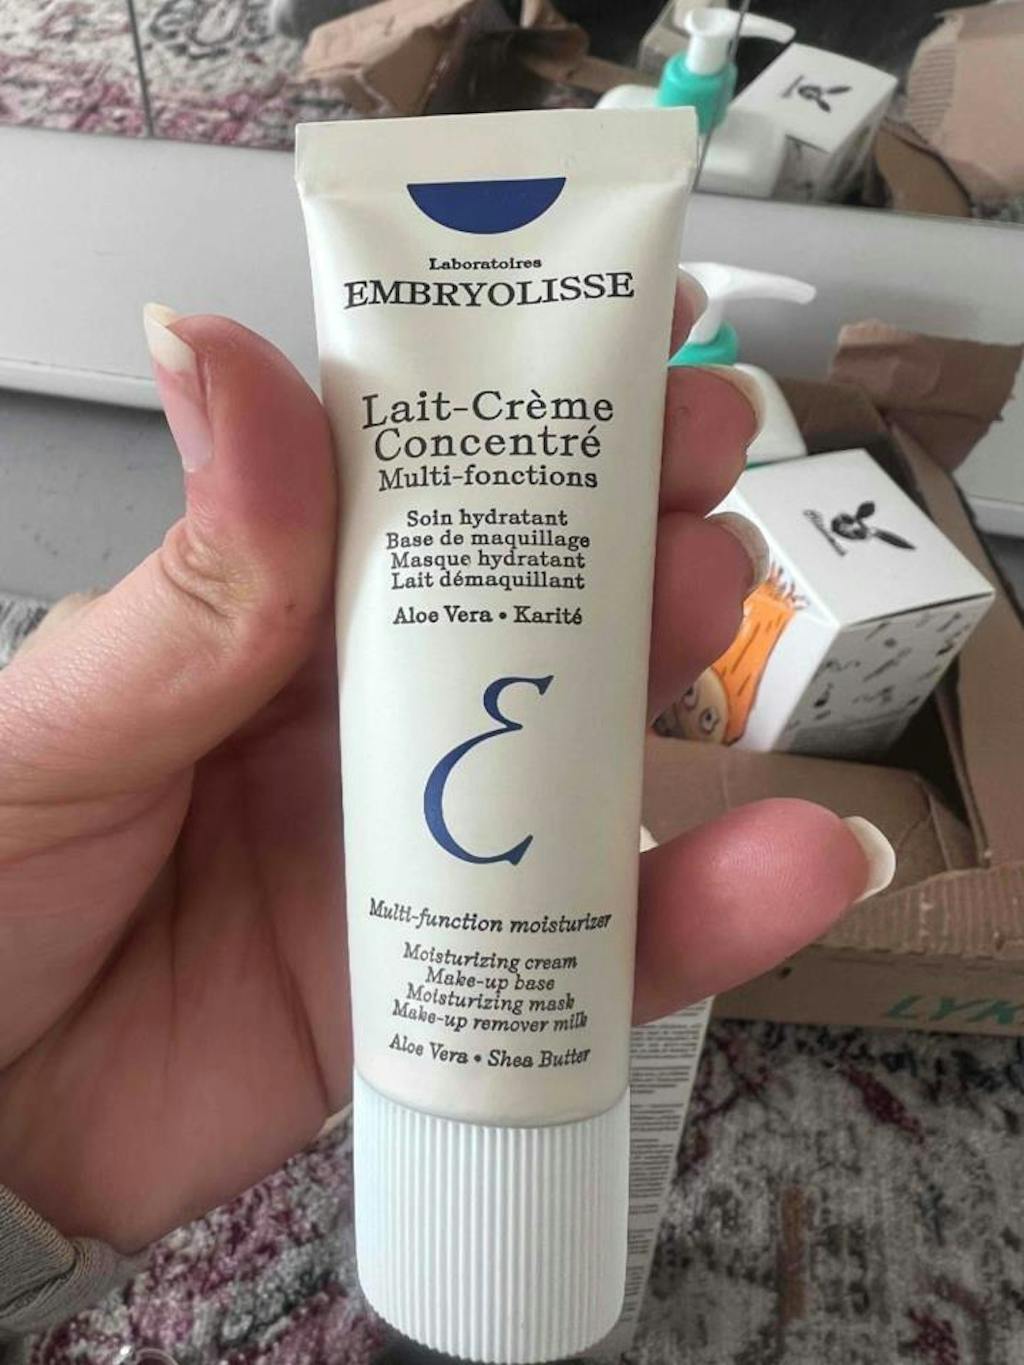 Laboratoires
EMBRYOLISSE
Lait-Crème
Concentré
Multi-fonctions
Soin hydratant
Base de maquillage
Masque hydratant
Lait démaquillant
Aloe Vera • Karité
Multi-function moisturizer
Moisturizing cream
Make-up base
Moisturizing mask
Make-up remover milk
Aloe Vera • Shea Butter